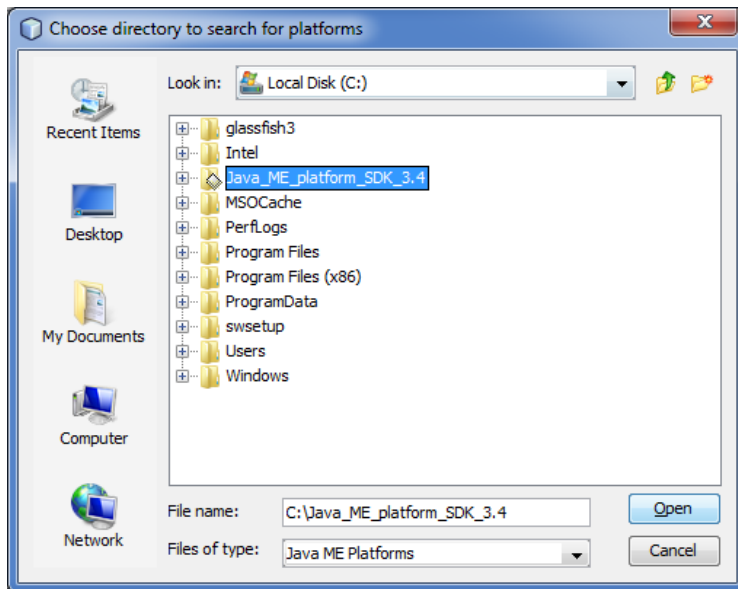 Choose directory to search for platforms
Look in:
Local Disk (C:)
Recent Items
Desktop
My Documents
Computer
Network
glassfish3
Intel
Java_ME_platform_SDK_3.4
MSOCache
PerfLogs
Program Files
Program Files (x86)
ProgramData
swsetup
Users
Windows
File name:
C:\Java_ME_platform_SDK_3.4
Open
Files of type:
Java ME Platforms
Cancel